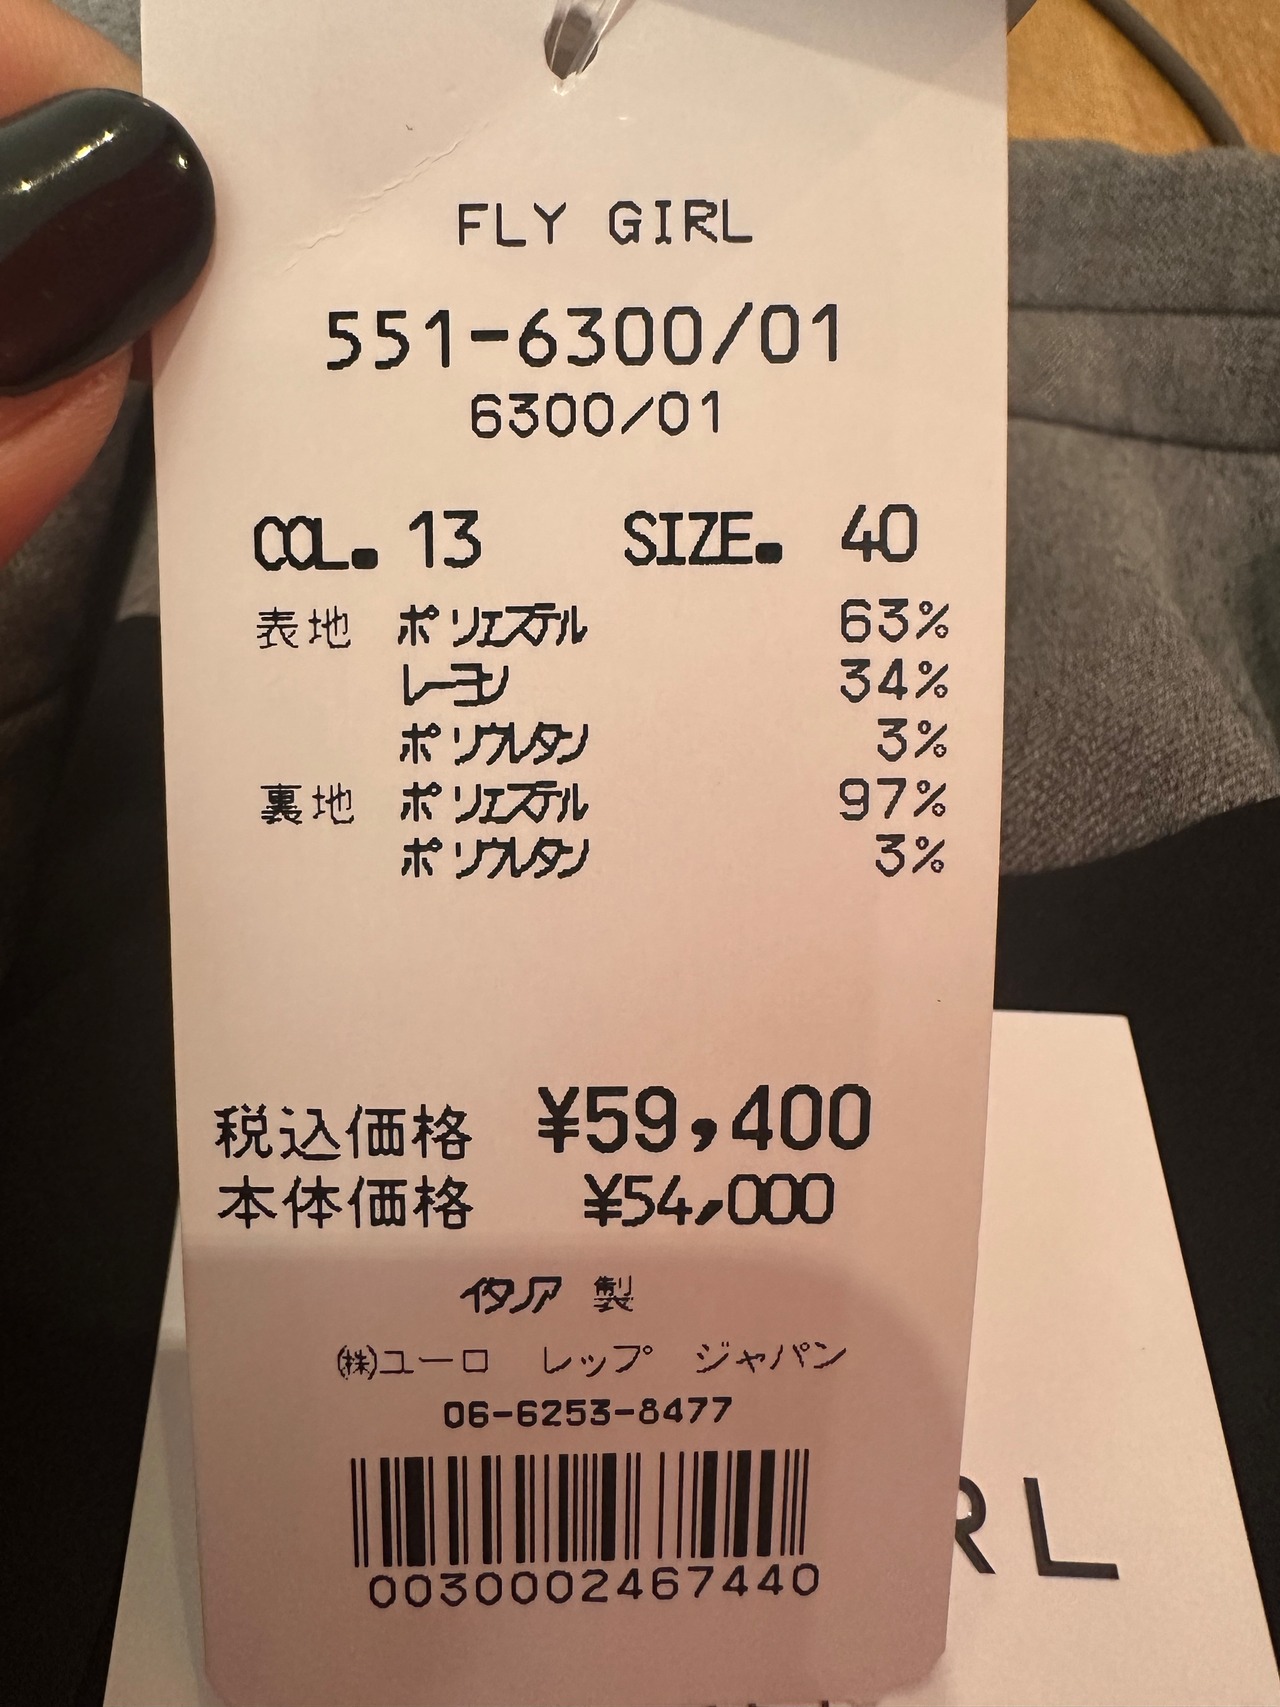 FLY GIRL
551-6300/01
6300/01
COL. 13 SIZE. 40
表地 ポリエステル 63%
レーヨン 34%
ポリウレタン 3%
裏地 ポリエステル 97%
ポリウレタン 3%
税込価格 ¥59,400
本体価格 ¥54,000
イタリア 製
㈱ユーロ レップ ジャパン
06-6253-8477
0030002467440
RL